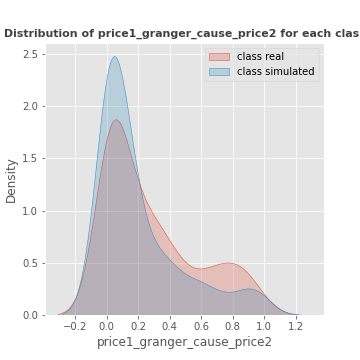 Distribution of price1_granger_cause_price2 for each clas
class real
class simulated
2.5
2.0
1.5
1.0
0.5
0.0
Density
−0.2 0.0 0.2 0.4 0.6 0.8 1.0 1.2
price1_granger_cause_price2